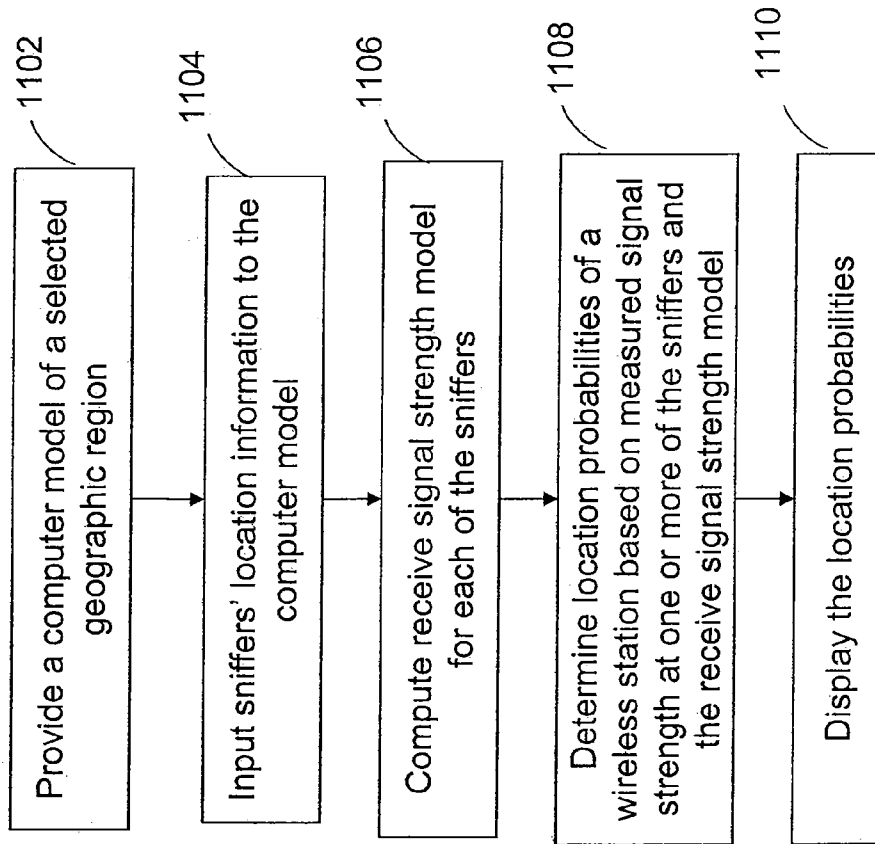 1102
Provide a computer model of a selected
geographic region
1104
Input sniffers' location information to the
computer model
1106
Compute receive signal strength model
for each of the sniffers
1108
Determine location probabilities of a
wireless station based on measured signal
strength at one or more of the sniffers and
the receive signal strength model
1110
Display the location probabilities